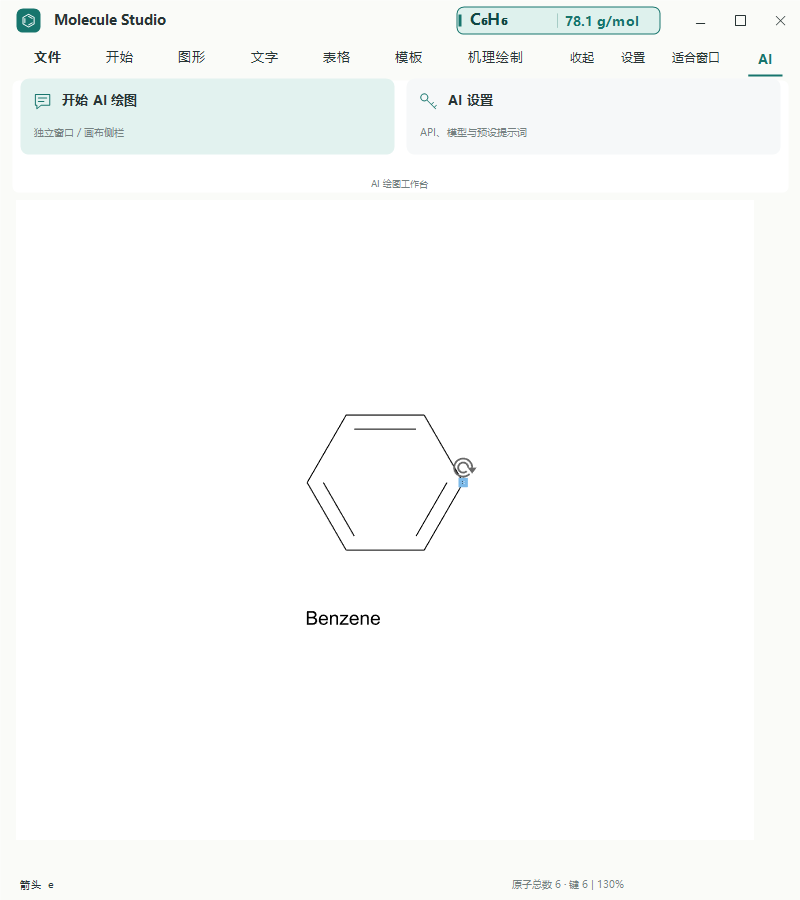 Molecule Studio
C₆H₆ 78.1 g/mol
文件 开始 图形 文字 表格 模板 机理绘制 收起 设置 适合窗口 AI
开始 AI 绘图
独立窗口 / 画布侧栏
AI 设置
API、模型与预设提示词
AI 绘图工作台
Benzene
箭头 e
原子总数 6 · 键 6 | 130%